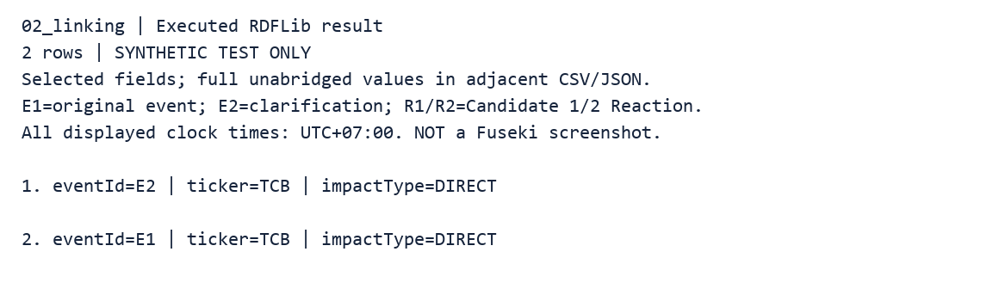 02_linking | Executed RDFLib result
2 rows | SYNTHETIC TEST ONLY
Selected fields; full unabridged values in adjacent CSV/JSON.
E1=original event; E2=clarification; R1/R2=Candidate 1/2 Reaction.
All displayed clock times: UTC+07:00. NOT a Fuseki screenshot.
1. eventId=E2 | ticker=TCB | impactType=DIRECT
2. eventId=E1 | ticker=TCB | impactType=DIRECT